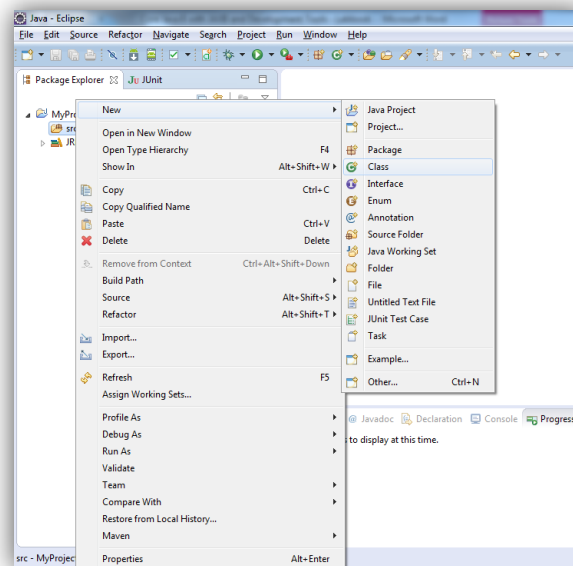 Java - Eclipse
File Edit Source Refactor Navigate Search Project Run Window Help
Package Explorer JUnit
MyPro
src
JR
New
Open in New Window
Open Type Hierarchy F4
Show In Alt+Shift+W
Copy Ctrl+C
Copy Qualified Name
Paste Ctrl+V
Delete Delete
Remove from Context Ctrl+Alt+Shift+Down
Build Path
Source Alt+Shift+S
Refactor Alt+Shift+T
Import...
Export...
Refresh F5
Assign Working Sets...
Profile As
Debug As
Run As
Validate
Team
Compare With
Restore from Local History...
Maven
Properties Alt+Enter
Java Project
Project...
Package
Class
Interface
Enum
Annotation
Source Folder
Java Working Set
Folder
File
Untitled Text File
JUnit Test Case
Task
Example...
Other... Ctrl+N
@ Javadoc Declaration Console Progress
to display at this time.
src - MyProjec